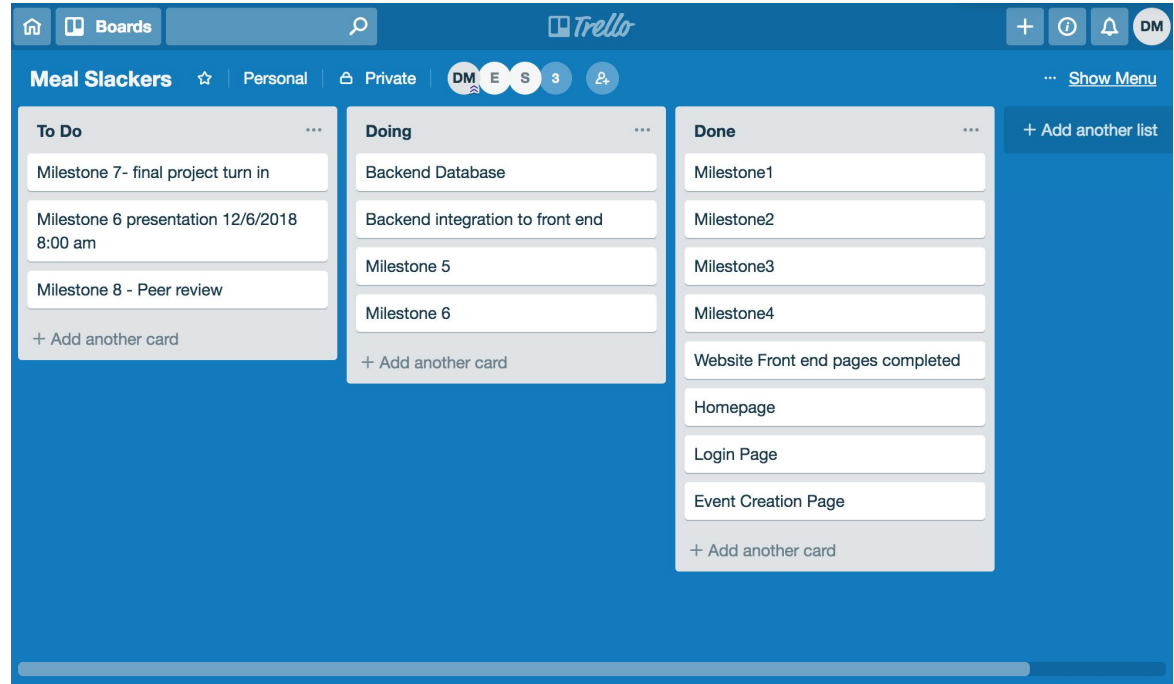 Boards
Trello
DM
Meal Slackers
Personal
Private
DM
E
S
3
... Show Menu
To Do
Milestone 7- final project turn in
Milestone 6 presentation 12/6/2018
8:00 am
Milestone 8 - Peer review
+ Add another card
Doing
Backend Database
Backend integration to front end
Milestone 5
Milestone 6
+ Add another card
Done
Milestone1
Milestone2
Milestone3
Milestone4
Website Front end pages completed
Homepage
Login Page
Event Creation Page
+ Add another card
+ Add another list